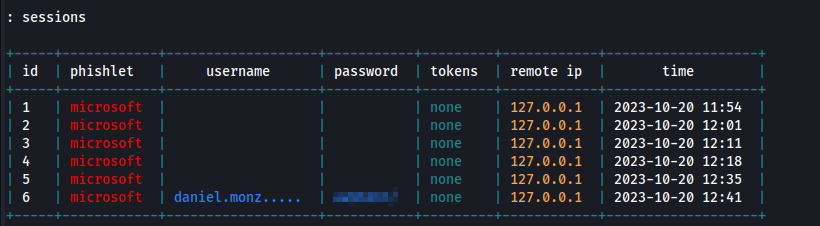 : sessions
id phishlet username password tokens remote ip time
1 microsoft none 127.0.0.1 2023-10-20 11:54
2 microsoft none 127.0.0.1 2023-10-20 12:01
3 microsoft none 127.0.0.1 2023-10-20 12:11
4 microsoft none 127.0.0.1 2023-10-20 12:18
5 microsoft none 127.0.0.1 2023-10-20 12:35
6 microsoft daniel.monz..... none 127.0.0.1 2023-10-20 12:41